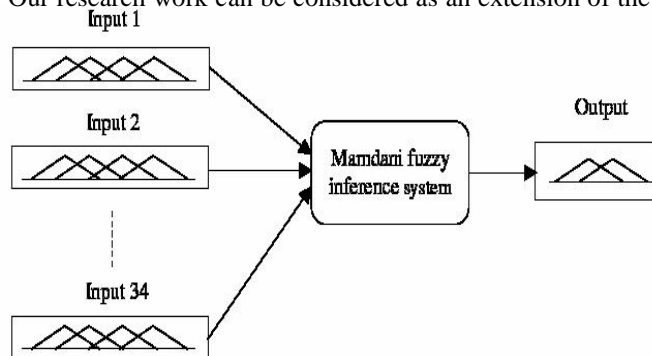 Our research work can be considered as an extension of the
Input 1
Input 2
Input 34
Mamdani fuzzy
inference system
Output